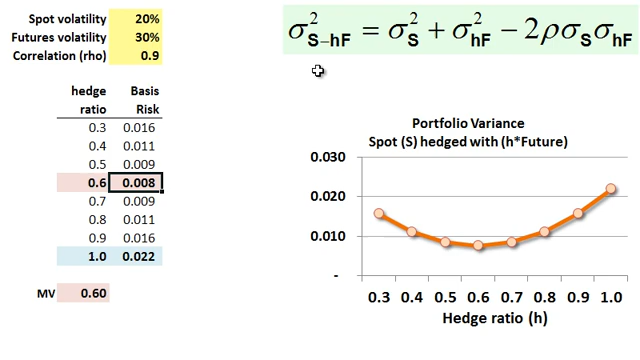 Spot volatility 20%
Futures volatility 30%
Correlation (rho) 0.9
σ²S−hF = σ²S + σ²hF − 2ρσSσhF
hedge ratio Basis Risk
0.3 0.016
0.4 0.011
0.5 0.009
0.6 0.008
0.7 0.009
0.8 0.011
0.9 0.016
1.0 0.022
MV 0.60
Portfolio Variance
Spot (S) hedged with (h*Future)
0.030
0.020
0.010
-
0.3 0.4 0.5 0.6 0.7 0.8 0.9 1.0
Hedge ratio (h)